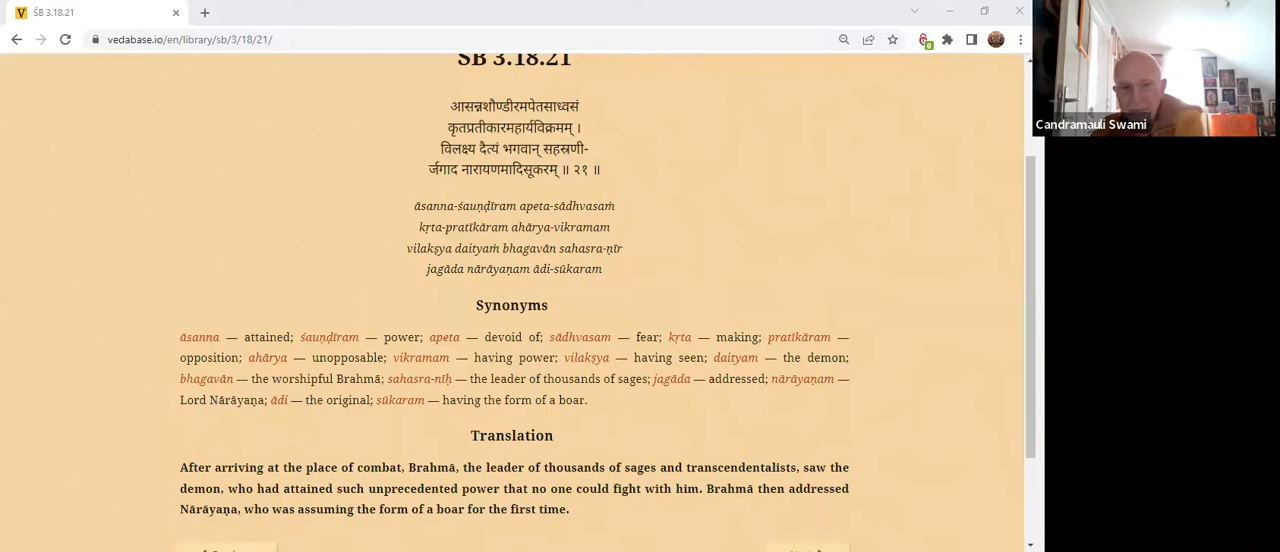 ŚB 3.18.21
vedabase.io/en/library/sb/3/18/21/
SB 3.18.21
आसन्नशौण्डीरमपेतसाध्वसं
कृतप्रतीकारमहार्यविक्रमम् ।
विलक्ष्य दैत्यं भगवान् सहस्रणी-
र्जगाद नारायणमादिसूकरम् ॥ २१ ॥
āsanna-śauṇḍīram apeta-sādhvasaṁ
kṛta-pratīkāram ahārya-vikramam
vilakṣya daityaṁ bhagavān sahasra-ṇīr
jagāda nārāyaṇam ādi-sūkaram
Synonyms
āsanna — attained; śauṇḍīram — power; apeta — devoid of; sādhvasam — fear; kṛta — making; pratīkāram —
opposition; ahārya — unopposable; vikramam — having power; vilakṣya — having seen; daityam — the demon;
bhagavān — the worshipful Brahmā; sahasra-nīḥ — the leader of thousands of sages; jagāda — addressed; nārāyaṇam —
Lord Nārāyaṇa; ādi — the original; sūkaram — having the form of a boar.
Translation
After arriving at the place of combat, Brahmā, the leader of thousands of sages and transcendentalists, saw the
demon, who had attained such unprecedented power that no one could fight with him. Brahmā then addressed
Nārāyaṇa, who was assuming the form of a boar for the first time.
Candramauli Swami